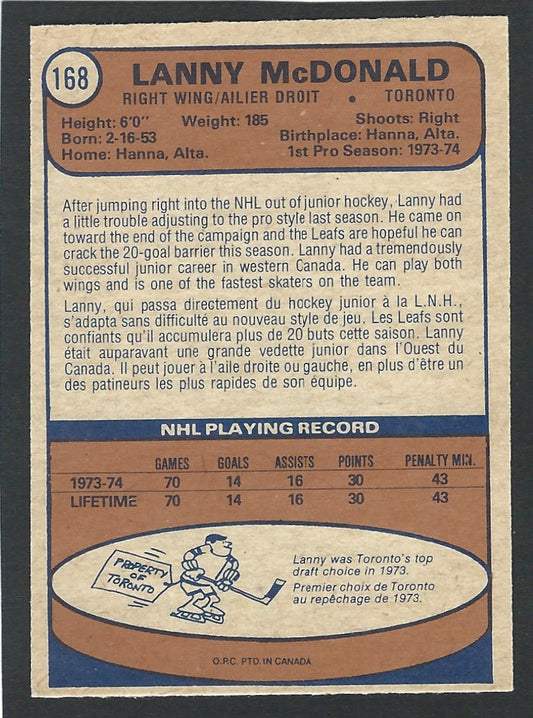 168
LANNY McDONALD
RIGHT WING/AILIER DROIT • TORONTO
Height: 6'0" Weight: 185 Shoots: Right
Born: 2-16-53 Birthplace: Hanna, Alta.
Home: Hanna, Alta. 1st Pro Season: 1973-74
After jumping right into the NHL out of junior hockey, Lanny had
a little trouble adjusting to the pro style last season. He came on
toward the end of the campaign and the Leafs are hopeful he can
crack the 20-goal barrier this season. Lanny had a tremendously
successful junior career in western Canada. He can play both
wings and is one of the fastest skaters on the team.
Lanny, qui passa directement du hockey junior à la L.N.H.,
s'adapta sans difficulté au nouveau style de jeu. Les Leafs sont
confiants qu'il accumulera plus de 20 buts cette saison. Lanny
était auparavant une grande vedette junior dans l'Ouest du
Canada. Il peut jouer à l'aile droite ou gauche, en plus d'être un
des patineurs les plus rapides de son équipe.
NHL PLAYING RECORD
GAMES GOALS ASSISTS POINTS PENALTY MIN.
1973-74 70 14 16 30 43
LIFETIME 70 14 16 30 43
PROPERTY
OF
TORONTO
Lanny was Toronto's top
draft choice in 1973.
Premier choix de Toronto
au repêchage de 1973.
O.P.C. PTD. IN CANADA